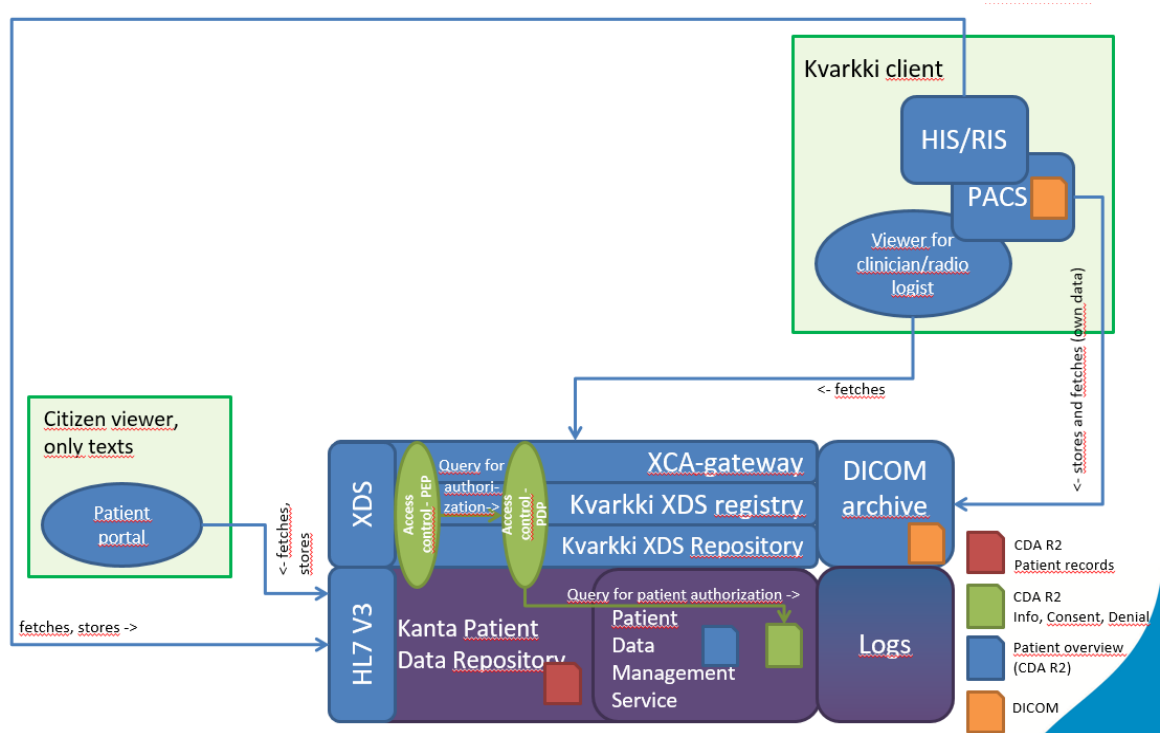 Kvarkki client
HIS/RIS
PACS
Viewer for
clinician/radio
logist
<- stores and fetches (own data)
<- fetches
Citizen viewer,
only texts
Patient
portal
<- fetches,
stores
fetches, stores ->
XDS
Access
control - PEP
Query for
authori-
zation->
Access
control -
PDP
XCA-gateway
Kvarkki XDS registry
Kvarkki XDS Repository
DICOM
archive
HL7 V3
Kanta Patient
Data Repository
Query for patient authorization ->
Patient
Data
Management
Service
Logs
CDA R2
Patient records
CDA R2
Info, Consent, Denial
Patient overview
(CDA R2)
DICOM